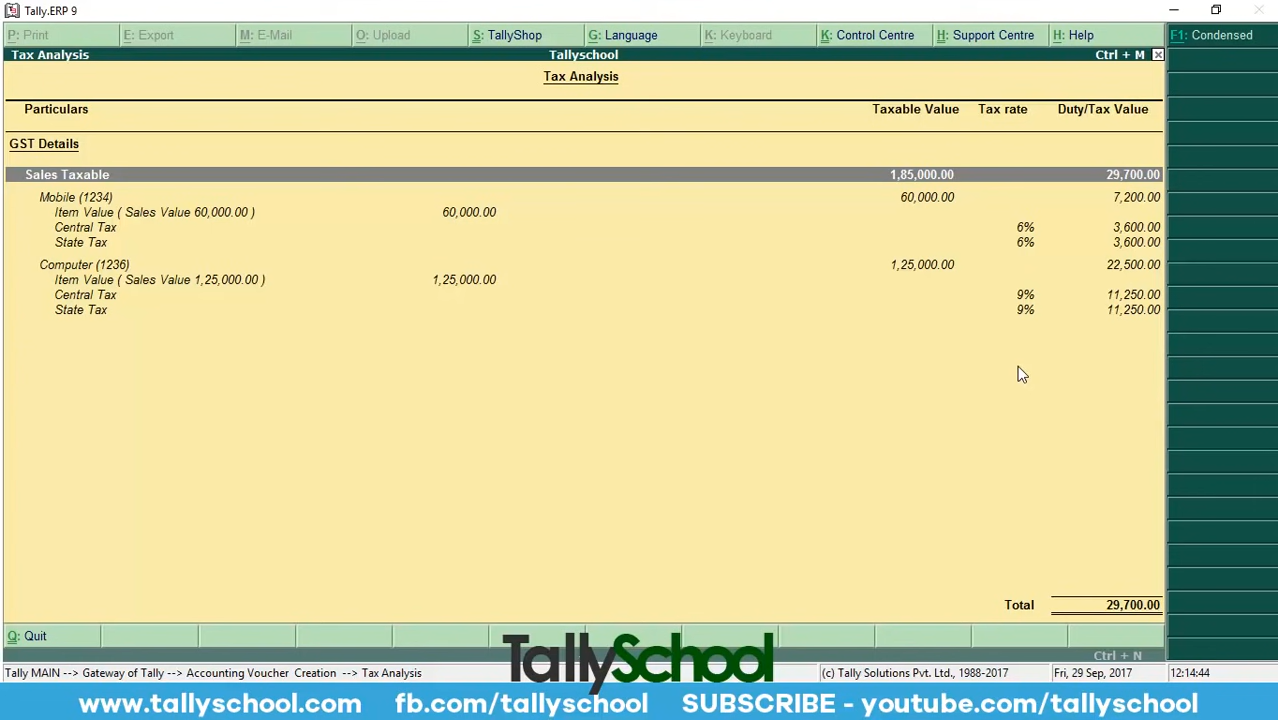 Tally.ERP 9
P: Print E: Export M: E-Mail O: Upload S: TallyShop G: Language K: Keyboard K: Control Centre H: Support Centre H: Help F1: Condensed
Tax Analysis Tallyschool Ctrl + M
Tax Analysis
Particulars Taxable Value Tax rate Duty/Tax Value
GST Details
Sales Taxable 1,85,000.00 29,700.00
Mobile (1234) 60,000.00 7,200.00
Item Value ( Sales Value 60,000.00 ) 60,000.00
Central Tax 6% 3,600.00
State Tax 6% 3,600.00
Computer (1236) 1,25,000.00 22,500.00
Item Value ( Sales Value 1,25,000.00 ) 1,25,000.00
Central Tax 9% 11,250.00
State Tax 9% 11,250.00
Total 29,700.00
Q: Quit
TallySchool
Ctrl + N
Tally MAIN --> Gateway of Tally --> Accounting Voucher Creation --> Tax Analysis (c) Tally Solutions Pvt. Ltd., 1988-2017 Fri, 29 Sep, 2017 12:14:44
www.tallyschool.com fb.com/tallyschool SUBSCRIBE - youtube.com/tallyschool